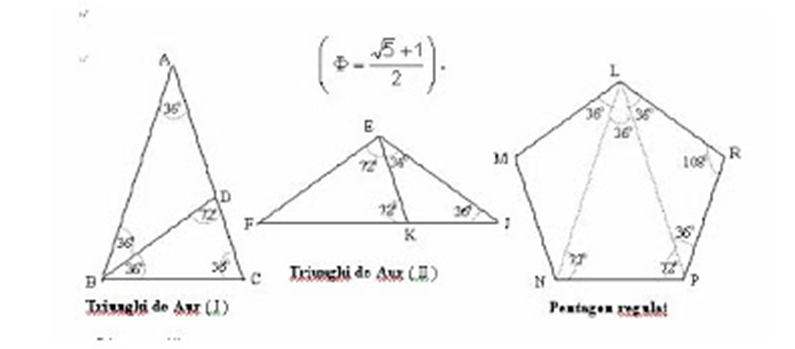 (Φ = (√5 + 1) / 2).
A
36°
D
72°
36°
36°
36°
B
C
Triunghi de Aur (I)
E
72°
36°
72°
36°
F
K
J
Triunghi de Aur (II)
L
36°
36°
36°
M
R
108°
36°
72°
72°
N
P
Pentagon regulat